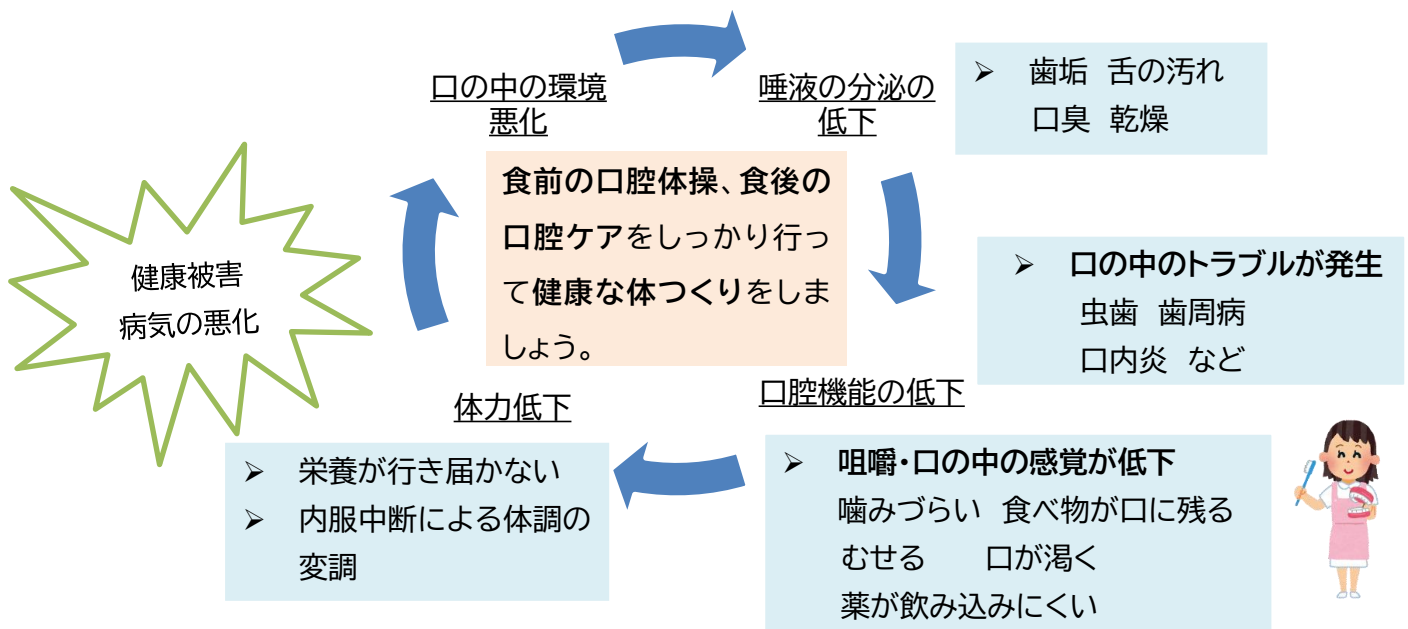 口の中の環境
悪化
唾液の分泌の
低下
➢ 歯垢 舌の汚れ
口臭 乾燥
食前の口腔体操、食後の
口腔ケアをしっかり行っ
て健康な体つくりをしま
しょう。
健康被害
病気の悪化
➢ 口の中のトラブルが発生
虫歯 歯周病
口内炎 など
口腔機能の低下
体力低下
➢ 咀嚼・口の中の感覚が低下
噛みづらい 食べ物が口に残る
むせる 口が渇く
薬が飲み込みにくい
➢ 栄養が行き届かない
➢ 内服中断による体調の
変調